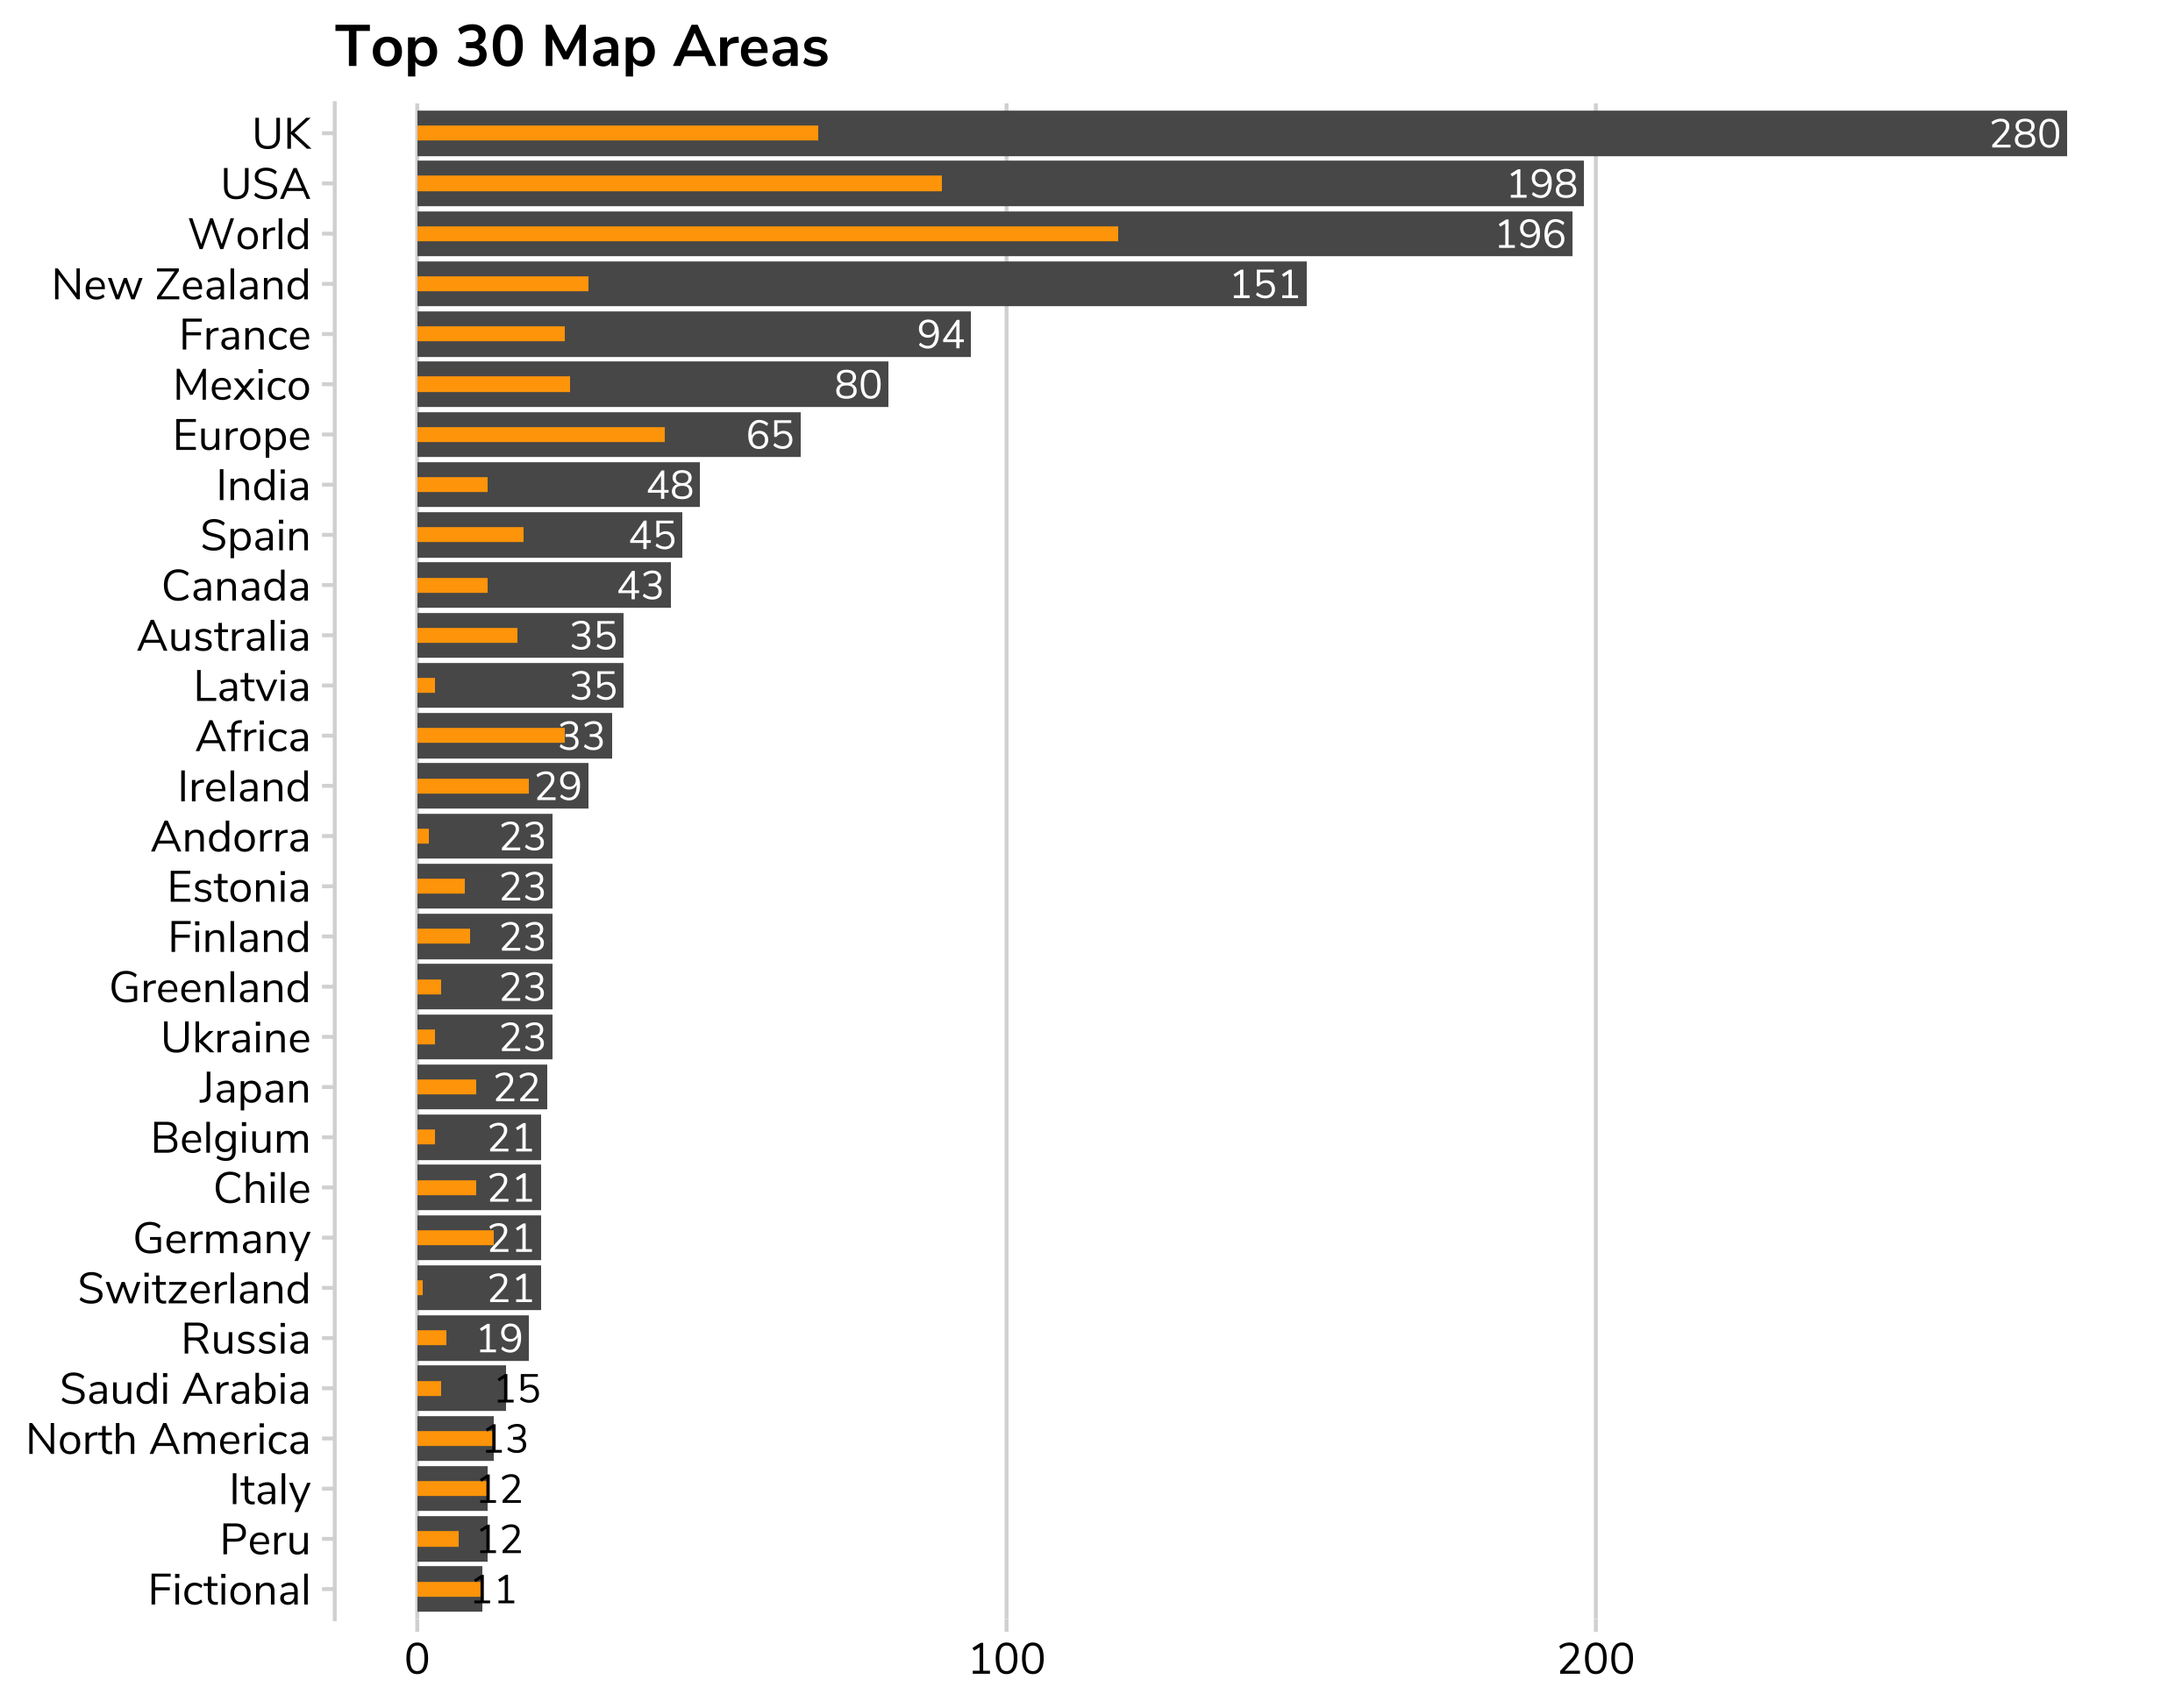 Top 30 Map Areas
UK 280
USA 198
World 196
New Zealand 151
France 94
Mexico 80
Europe 65
India 48
Spain 45
Canada 43
Australia 35
Latvia 35
Africa 33
Ireland 29
Andorra 23
Estonia 23
Finland 23
Greenland 23
Ukraine 23
Japan 22
Belgium 21
Chile 21
Germany 21
Switzerland 21
Russia 19
Saudi Arabia 15
North America 13
Italy 12
Peru 12
Fictional 11
0 100 200